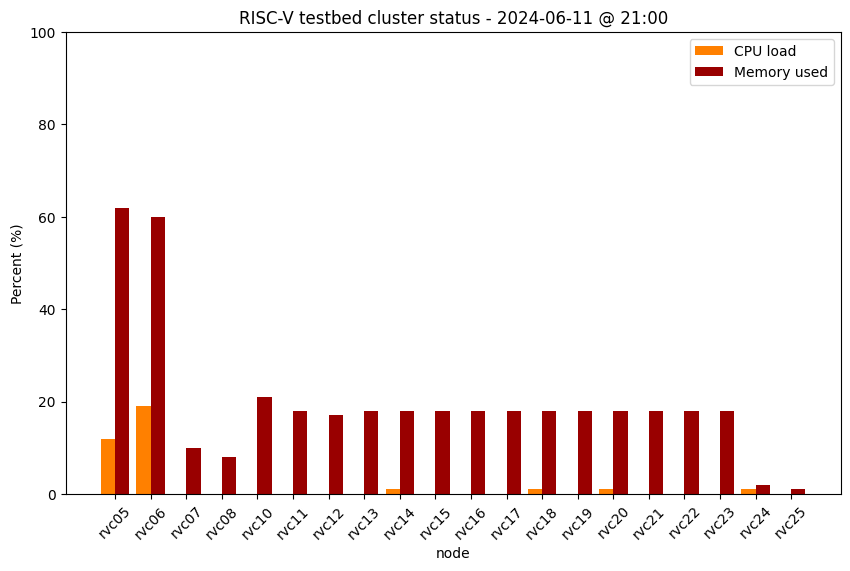 RISC-V testbed cluster status - 2024-06-11 @ 21:00
CPU load
Memory used
Percent (%)
100
80
60
40
20
0
rvc05 rvc06 rvc07 rvc08 rvc10 rvc11 rvc12 rvc13 rvc14 rvc15 rvc16 rvc17 rvc18 rvc19 rvc20 rvc21 rvc22 rvc23 rvc24 rvc25
node